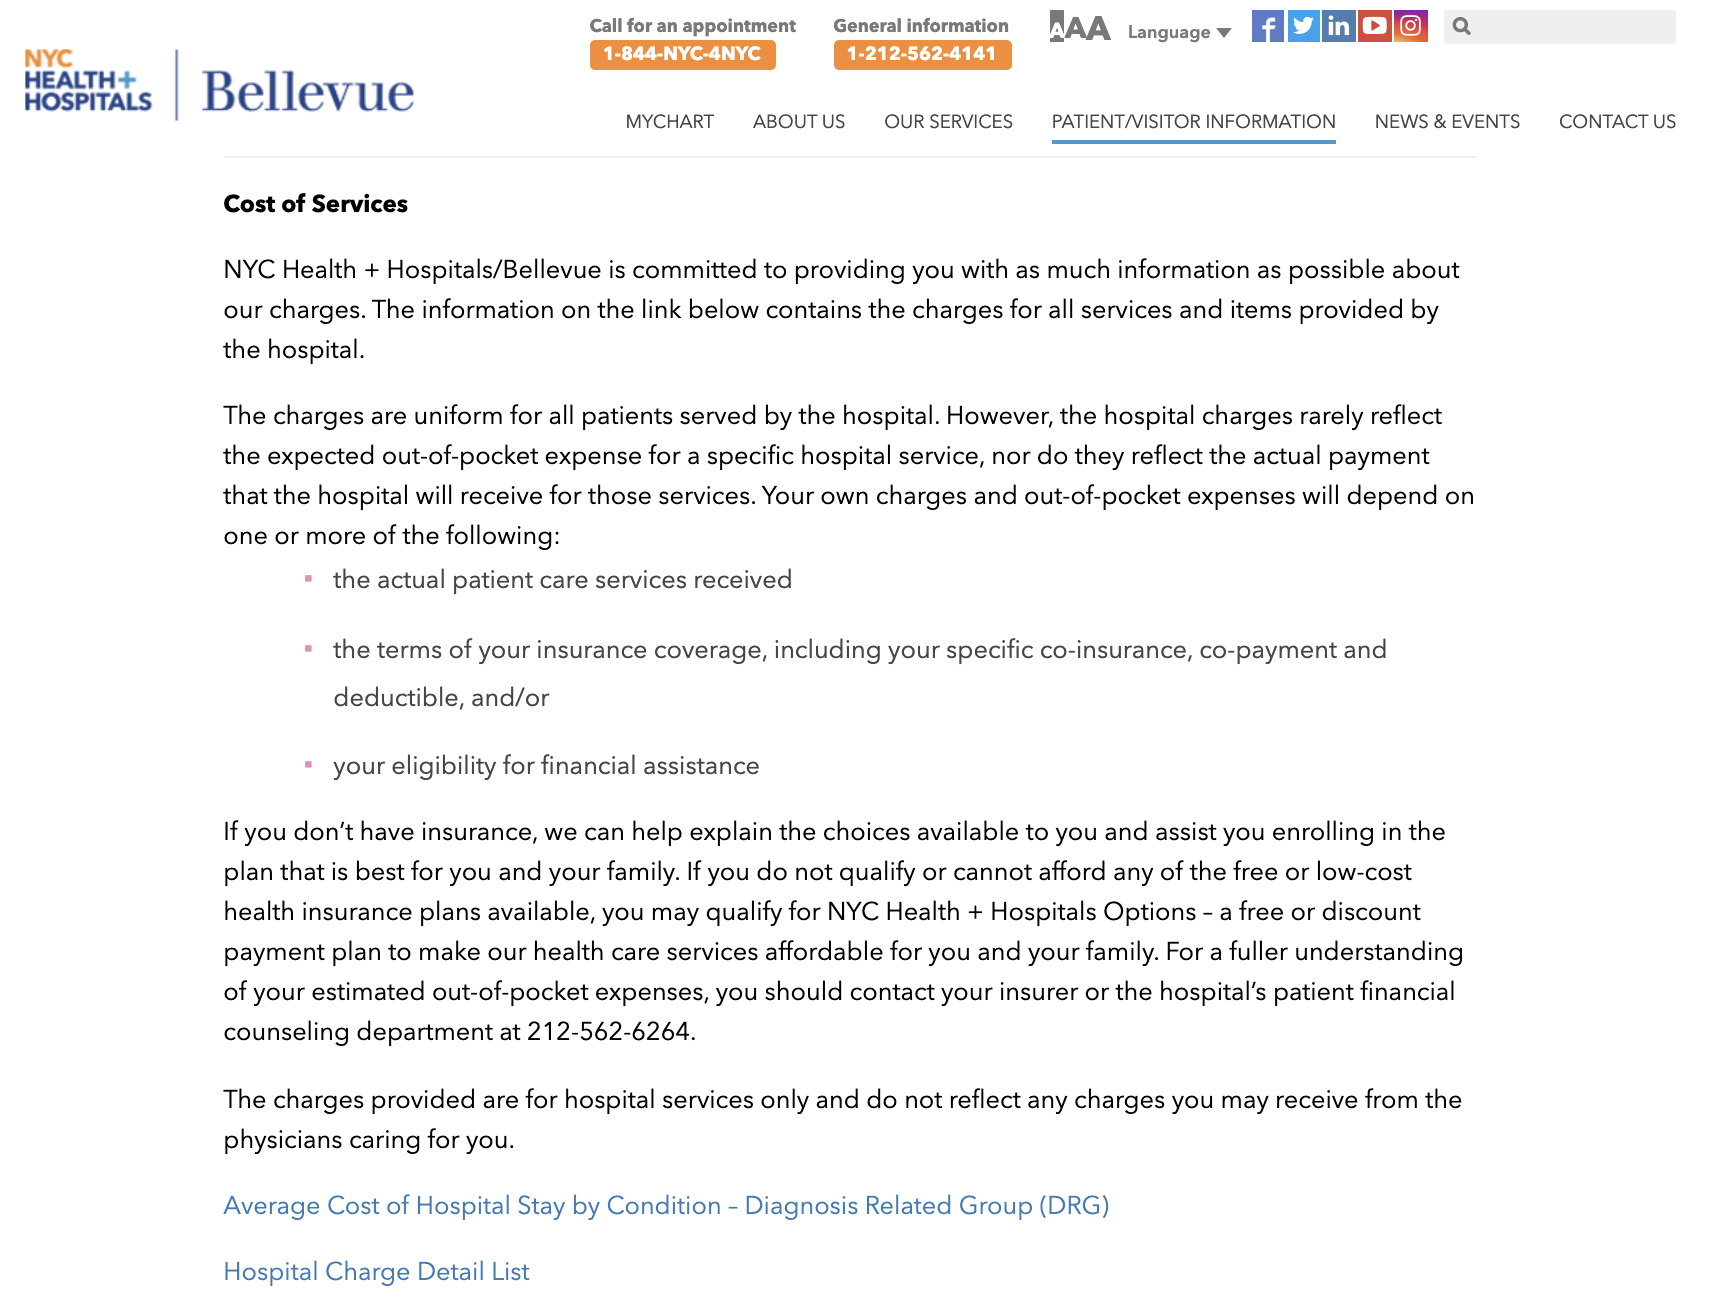 Call for an appointment
1-844-NYC-4NYC
General information
1-212-562-4141
AAA
Language
NYC
HEALTH+
HOSPITALS
Bellevue
MYCHART
ABOUT US
OUR SERVICES
PATIENT/VISITOR INFORMATION
NEWS & EVENTS
CONTACT US
Cost of Services
NYC Health + Hospitals/Bellevue is committed to providing you with as much information as possible about
our charges. The information on the link below contains the charges for all services and items provided by
the hospital.
The charges are uniform for all patients served by the hospital. However, the hospital charges rarely reflect
the expected out-of-pocket expense for a specific hospital service, nor do they reflect the actual payment
that the hospital will receive for those services. Your own charges and out-of-pocket expenses will depend on
one or more of the following:
the actual patient care services received
the terms of your insurance coverage, including your specific co-insurance, co-payment and
deductible, and/or
your eligibility for financial assistance
If you don’t have insurance, we can help explain the choices available to you and assist you enrolling in the
plan that is best for you and your family. If you do not qualify or cannot afford any of the free or low-cost
health insurance plans available, you may qualify for NYC Health + Hospitals Options – a free or discount
payment plan to make our health care services affordable for you and your family. For a fuller understanding
of your estimated out-of-pocket expenses, you should contact your insurer or the hospital’s patient financial
counseling department at 212-562-6264.
The charges provided are for hospital services only and do not reflect any charges you may receive from the
physicians caring for you.
Average Cost of Hospital Stay by Condition – Diagnosis Related Group (DRG)
Hospital Charge Detail List